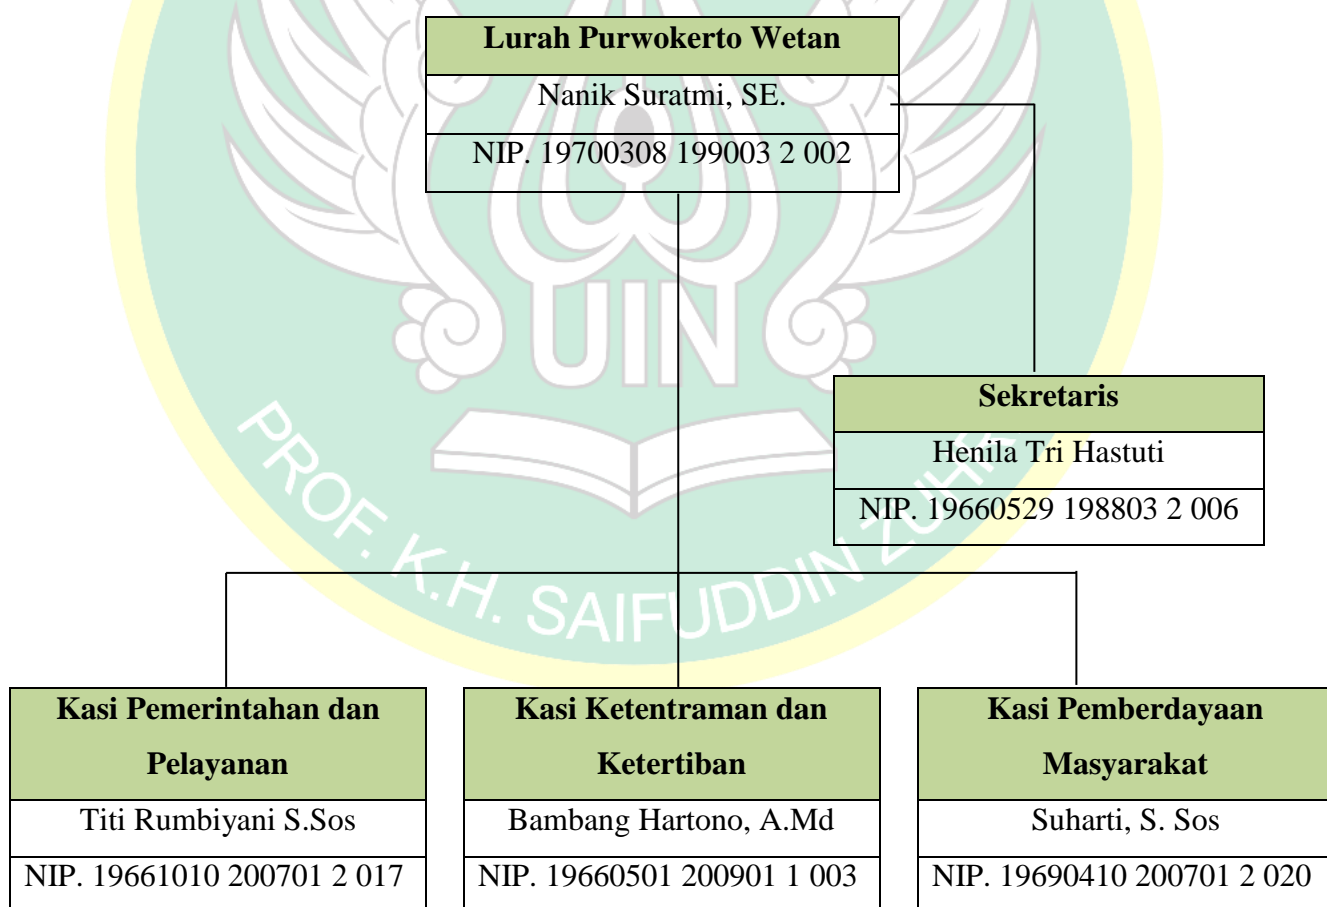 Lurah Purwokerto Wetan
Nanik Suratmi, SE.
NIP. 19700308 199003 2 002
UIN
Sekretaris
Henila Tri Hastuti
NIP. 19660529 198803 2 006
PROF. K.H. SAIFUDDIN ZUHRI
Kasi Pemerintahan dan
Pelayanan
Titi Rumbiyani S.Sos
NIP. 19661010 200701 2 017
Kasi Ketentraman dan
Ketertiban
Bambang Hartono, A.Md
NIP. 19660501 200901 1 003
Kasi Pemberdayaan
Masyarakat
Suharti, S. Sos
NIP. 19690410 200701 2 020